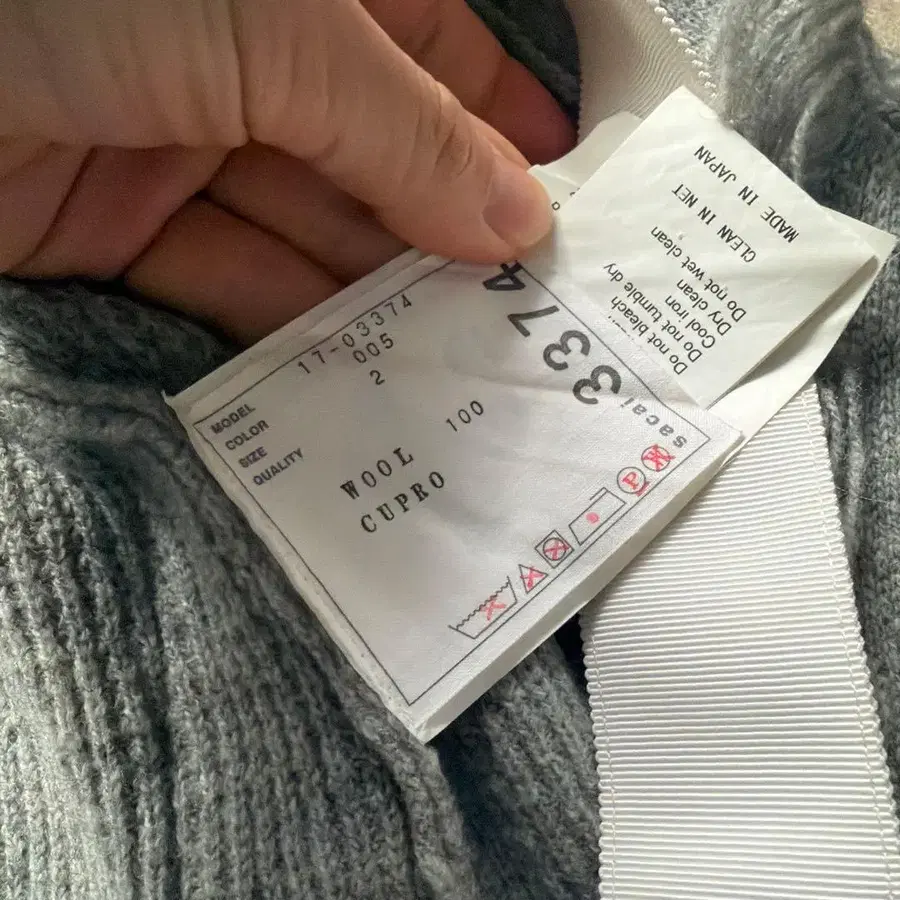 MODEL 17-03374
COLOR 005
SIZE 2
QUALITY
WOOL 100
CUPRO
sacai
3374
P
W
Do not bleach
Do not tumble dry
Cool iron
Dry clean
Do not wet clean
CLEAN IN NET
MADE IN JAPAN